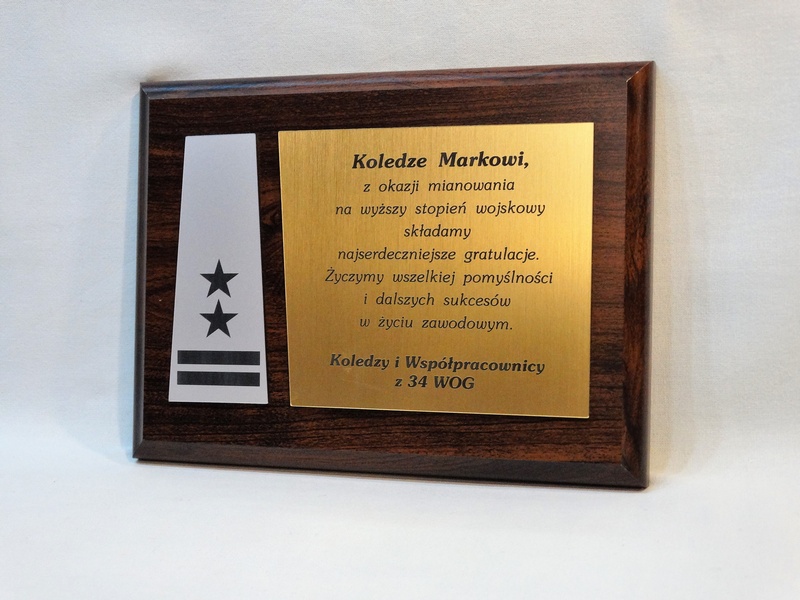 Koledze Markowi,
z okazji mianowania
na wyższy stopień wojskowy
składamy
najserdeczniejsze gratulacje.
Życzymy wszelkiej pomyślności
i dalszych sukcesów
w życiu zawodowym.
Koledzy i Współpracownicy
z 34 WOG